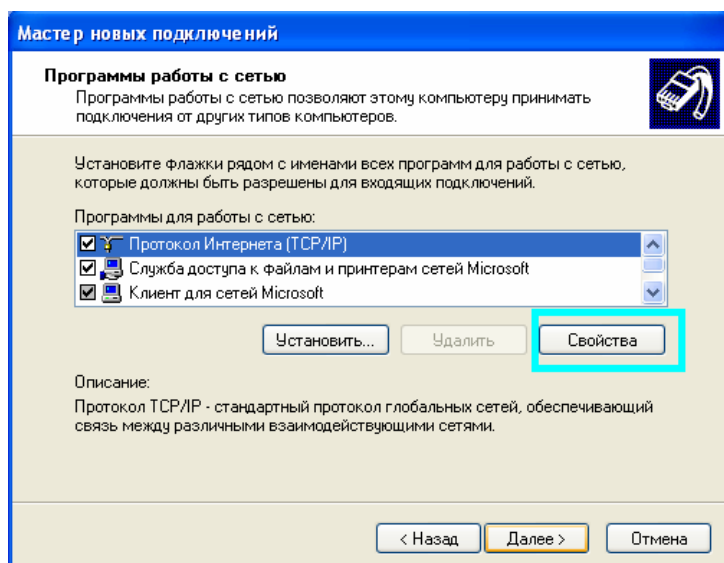 Мастер новых подключений
Программы работы с сетью
Программы работы с сетью позволяют этому компьютеру принимать
подключения от других типов компьютеров.
Установите флажки рядом с именами всех программ для работы с сетью,
которые должны быть разрешены для входящих подключений.
Программы для работы с сетью:
Протокол Интернета (TCP/IP)
Служба доступа к файлам и принтерам сетей Microsoft
Клиент для сетей Microsoft
Установить... Удалить Свойства
Описание:
Протокол TCP/IP - стандартный протокол глобальных сетей, обеспечивающий
связь между различными взаимодействующими сетями.
< Назад Далее > Отмена